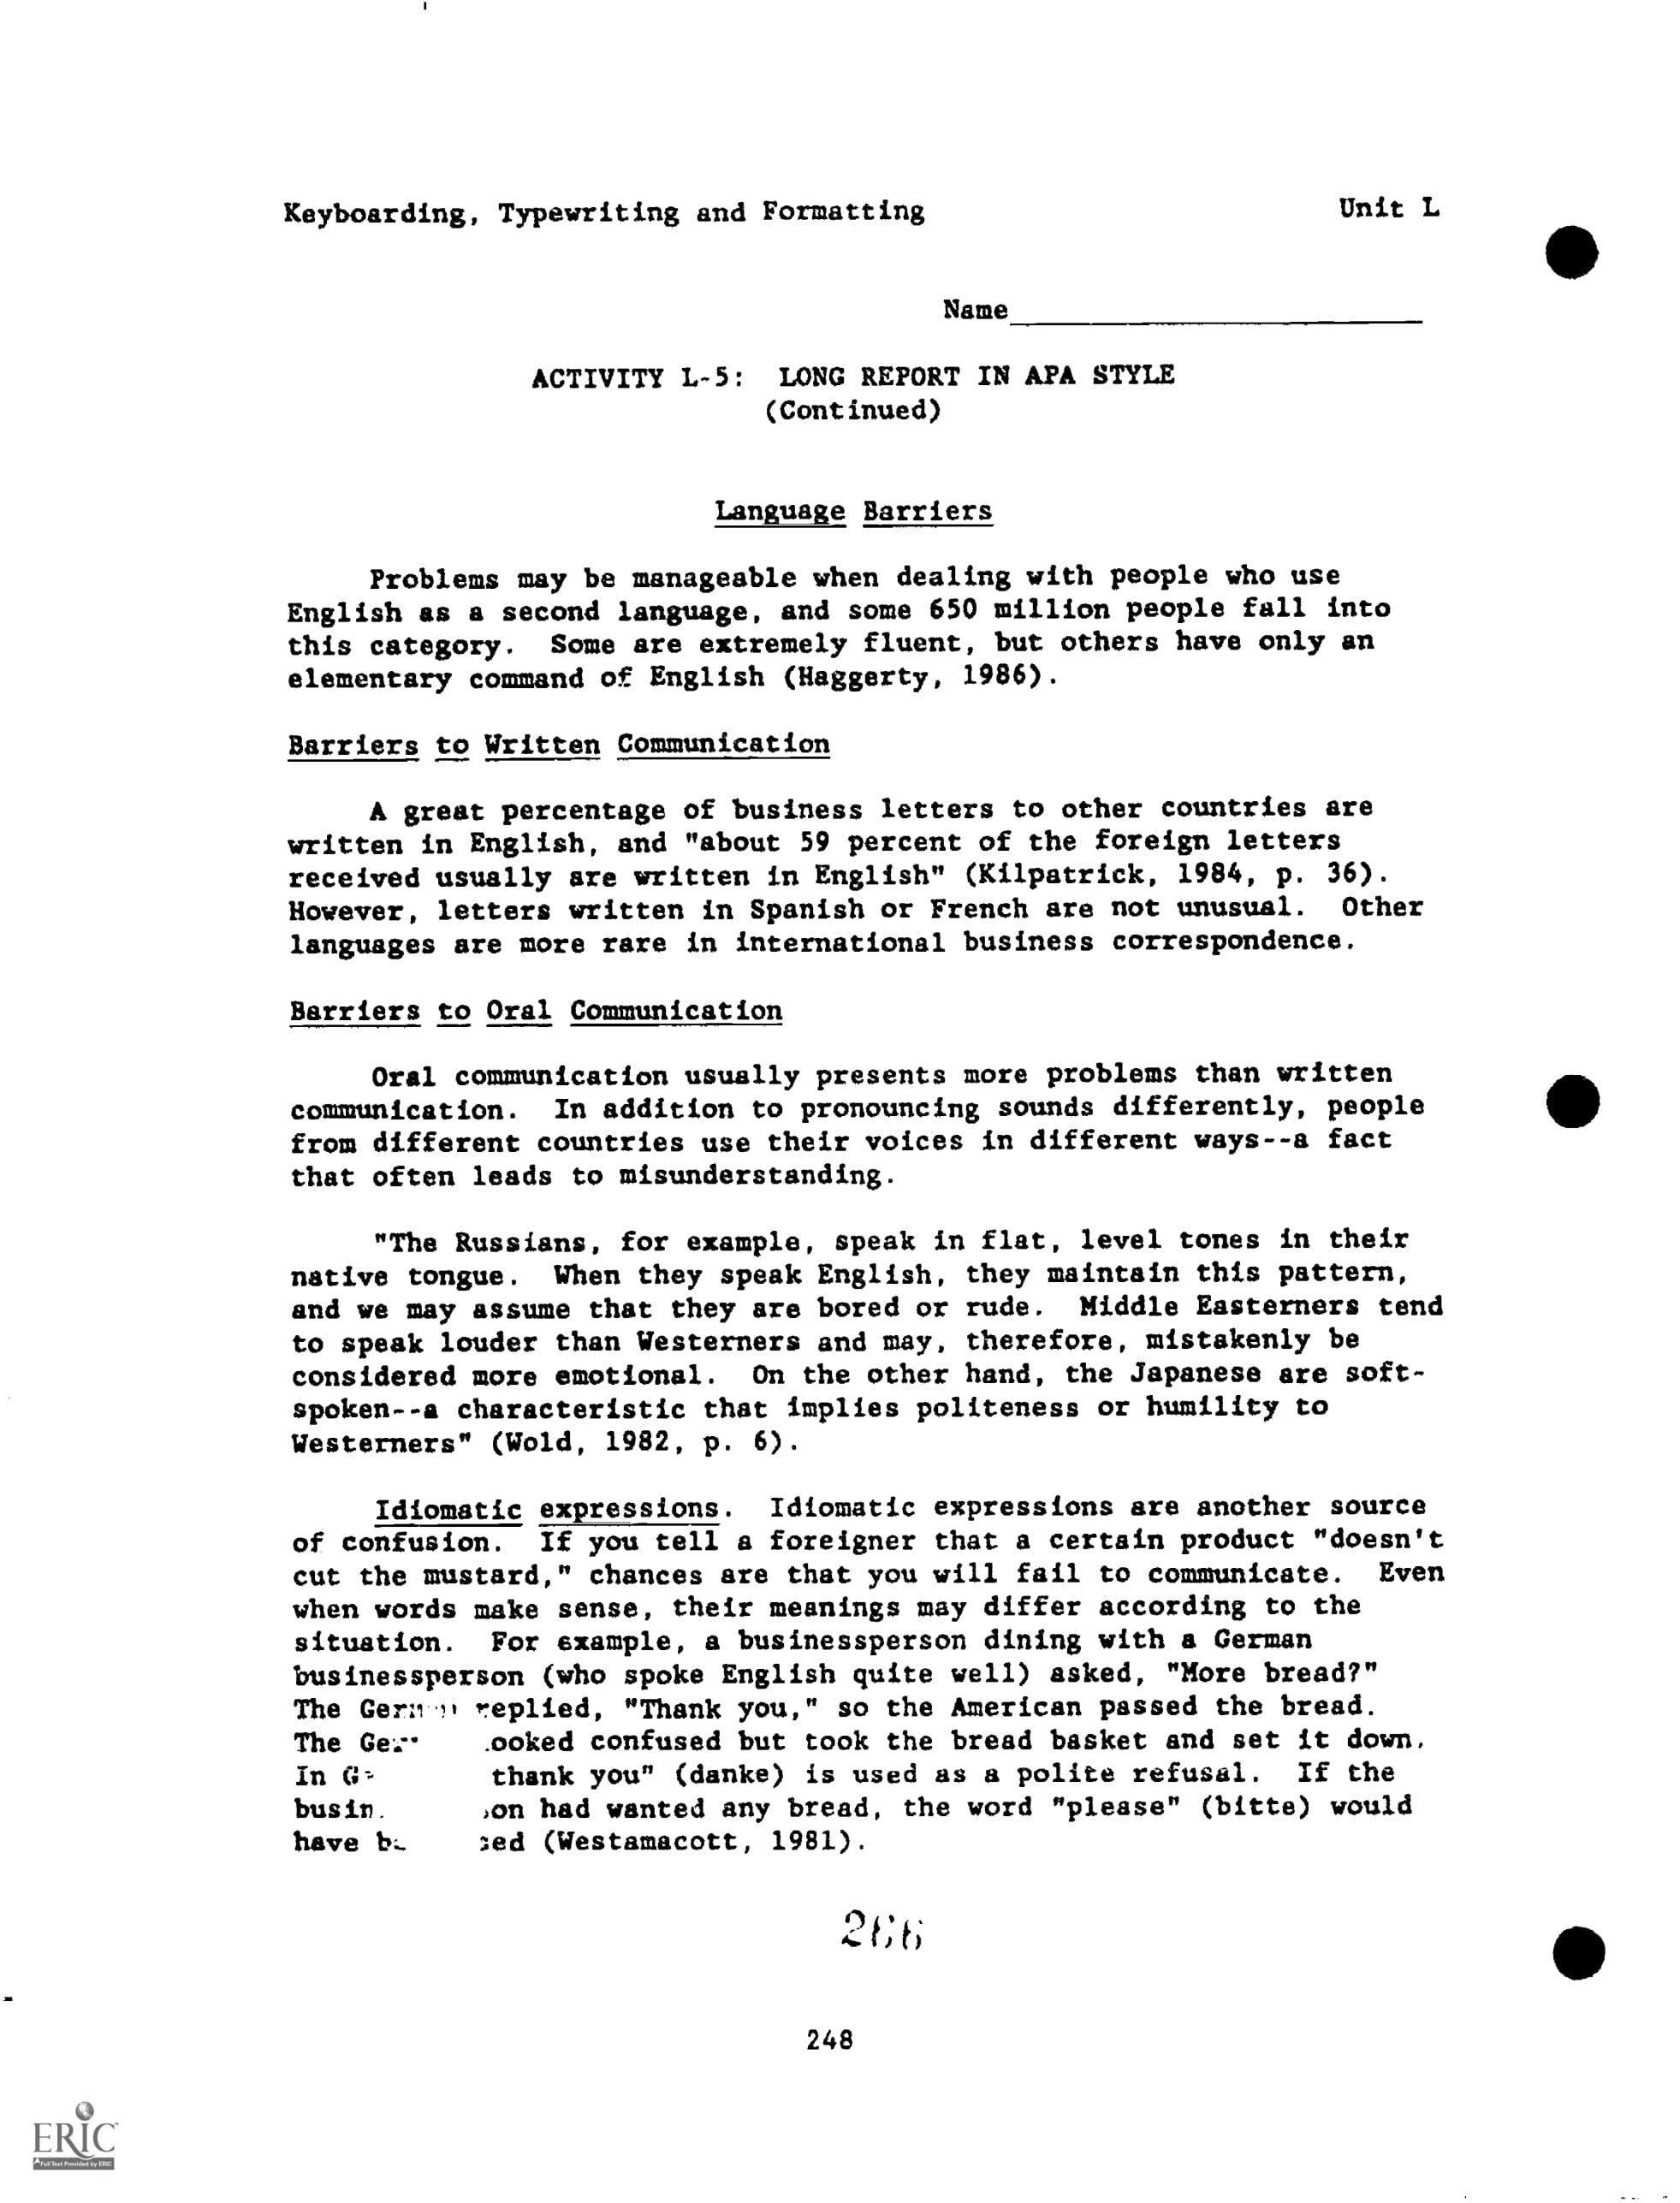 Keyboarding, Typewriting and Formatting Unit L
Name
ACTIVITY L-5: LONG REPORT IN APA STYLE
(Continued)
Language Barriers
Problems may be manageable when dealing with people who use
English as a second language, and some 650 million people fall into
this category. Some are extremely fluent, but others have only an
elementary command of English (Haggerty, 1986).
Barriers to Written Communication
A great percentage of business letters to other countries are
written in English, and "about 59 percent of the foreign letters
received usually are written in English" (Kilpatrick, 1984, p. 36).
However, letters written in Spanish or French are not unusual. Other
languages are more rare in international business correspondence.
Barriers to Oral Communication
Oral communication usually presents more problems than written
communication. In addition to pronouncing sounds differently, people
from different countries use their voices in different ways--a fact
that often leads to misunderstanding.
"The Russians, for example, speak in flat, level tones in their
native tongue. When they speak English, they maintain this pattern,
and we may assume that they are bored or rude. Middle Easterners tend
to speak louder than Westerners and may, therefore, mistakenly be
considered more emotional. On the other hand, the Japanese are soft-
spoken--a characteristic that implies politeness or humility to
Westerners" (Wold, 1982, p. 6).
Idiomatic expressions. Idiomatic expressions are another source
of confusion. If you tell a foreigner that a certain product "doesn't
cut the mustard," chances are that you will fail to communicate. Even
when words make sense, their meanings may differ according to the
situation. For example, a businessperson dining with a German
businessperson (who spoke English quite well) asked, "More bread?"
The replied, "Thank you," so the American passed the bread.
The confused but took the bread basket and set it down.
In thank you" (danke) is used as a polite refusal. If the
had wanted any bread, the word "please" (bitte) would
have (Westamacott, 1981).
266
248
ERIC
Full Text Provided by ERIC